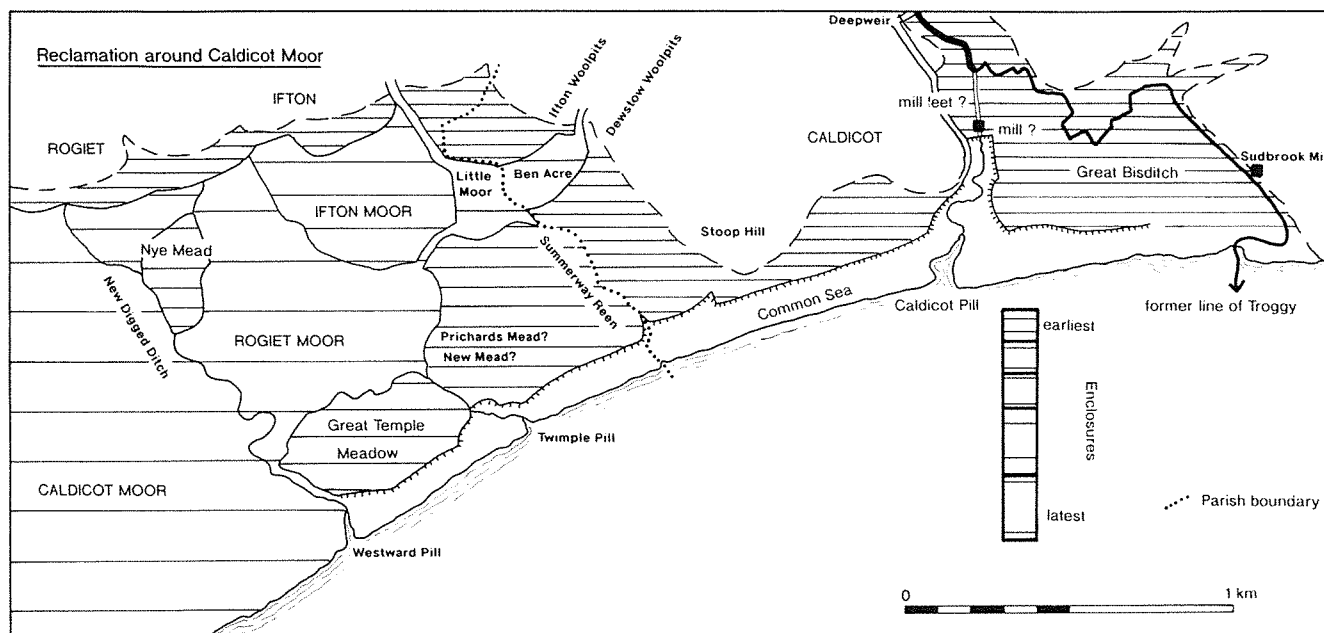 Reclamation around Caldicot Moor
Deepweir
IFTON
Ifton Woolpits
Dewstow Woolpits
mill leet ?
mill ?
ROGIET
CALDICOT
Sudbrook Mi
Little
Moor
Ben Acre
Great Bisditch
IFTON MOOR
Nye Mead
Stoop Hill
Summerway Reen
New Digged Ditch
Common Sea
Caldicot Pill
former line of Troggy
earliest
Prichards Mead?
ROGIET MOOR
New Mead?
Enclosures
Great Temple
Meadow
Twimple Pill
CALDICOT MOOR
latest
Parish boundary
Westward Pill
0
1 km